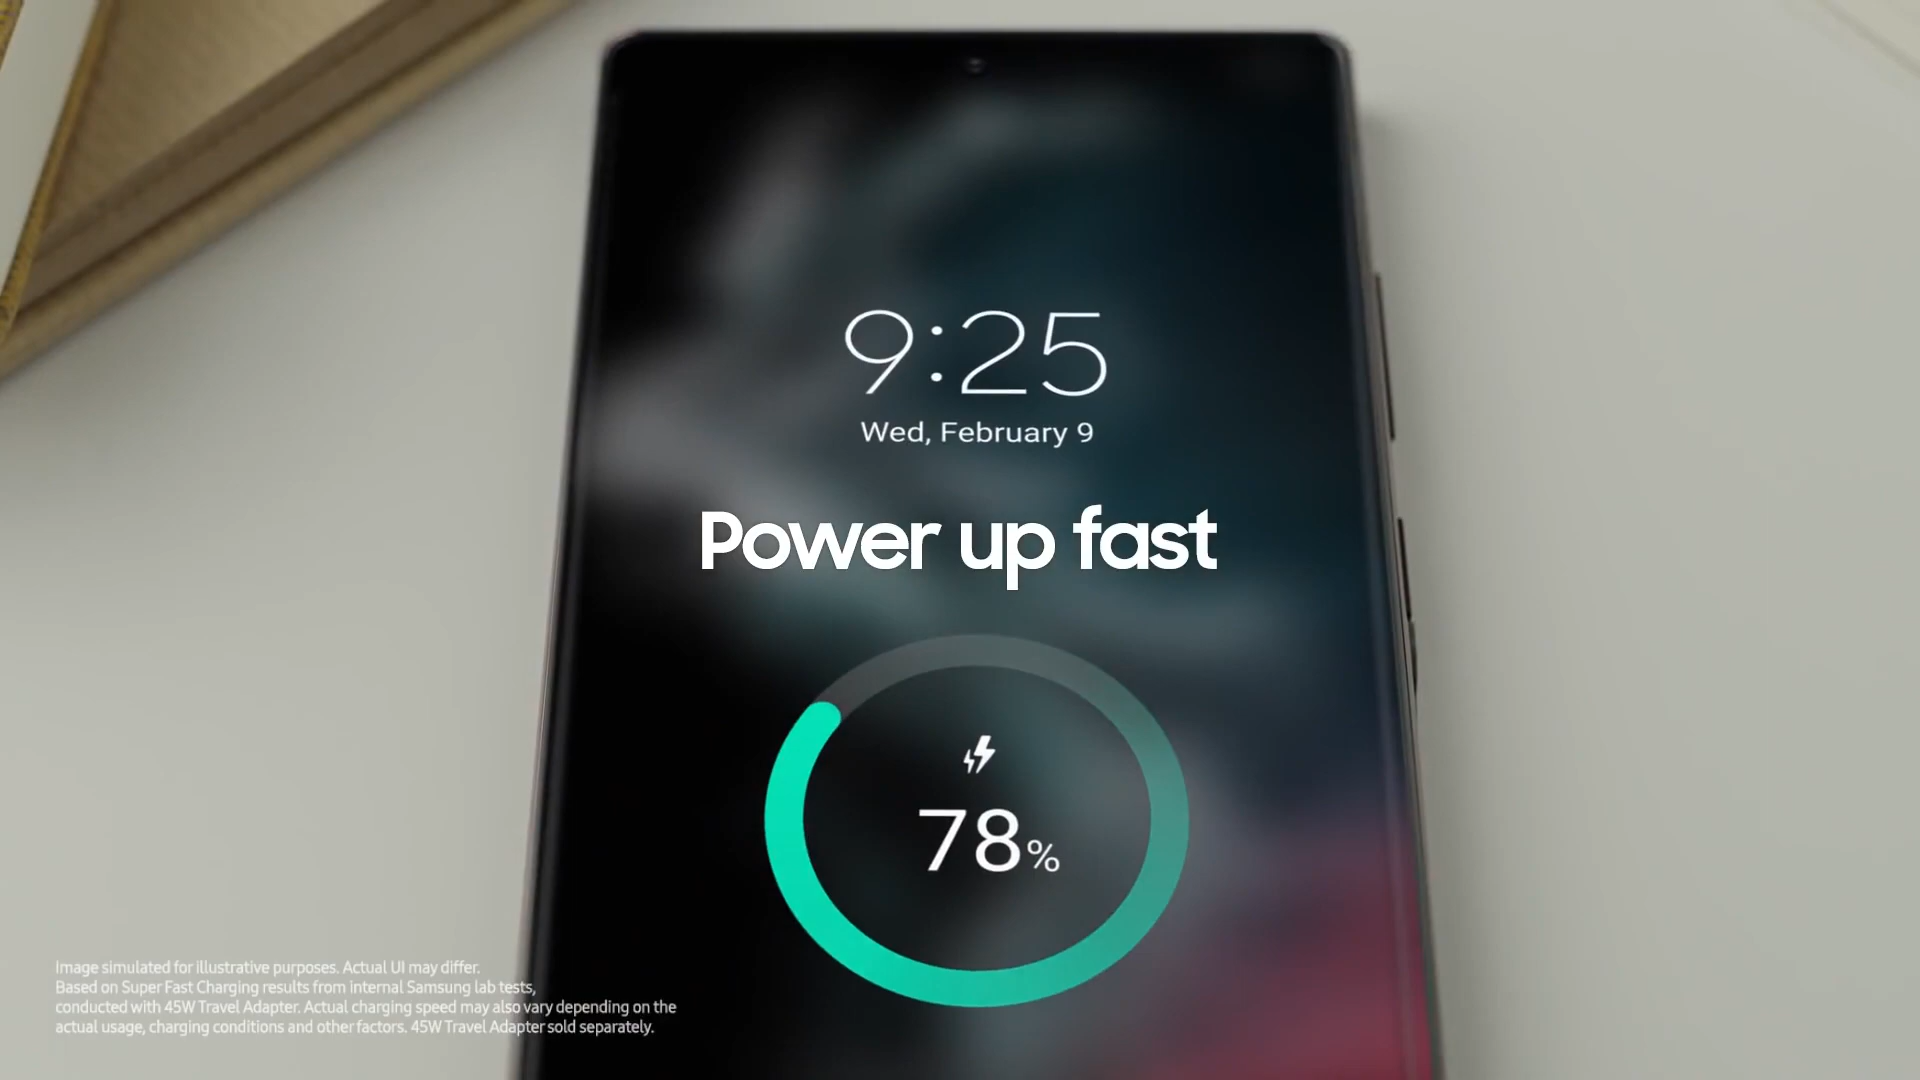 9:25
Wed, February 9
Power up fast
78%
Image simulated for illustrative purposes. Actual UI may differ.
Based on Super Fast Charging results from internal Samsung lab tests,
conducted with 45W Travel Adapter. Actual charging speed may also vary depending on the
actual usage, charging conditions and other factors. 45W Travel Adapter sold separately.